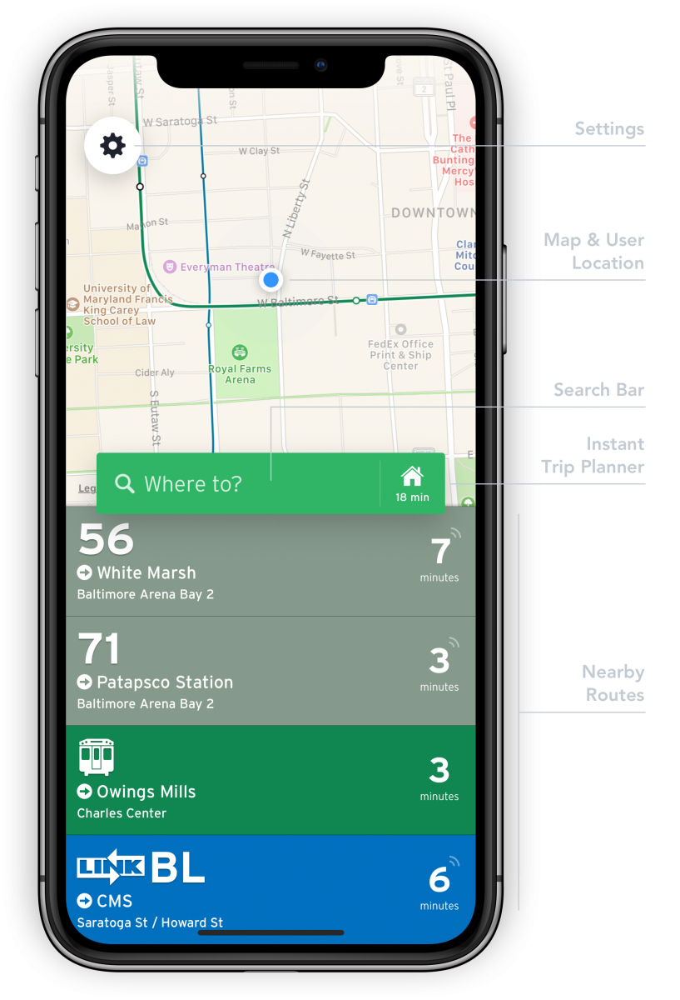 Jasper St
N Eutaw St
2
St Paul Pl
W Saratoga St
W Clay St
The
Cath
Bunting
Mercy
Hos
N Liberty St
DOWNTOWN
Marion St
W Fayette St
Clar
Mitc
Cou
Everyman Theatre
W Baltimore St
University of
Maryland Francis
King Carey
School of Law
ersity
e Park
FedEx Office
Print & Ship
Center
Royal Farms
Arena
Cider Aly
S Eutaw St
E
Leg
Where to?
18 min
56
White Marsh
Baltimore Arena Bay 2
7
minutes
71
Patapsco Station
Baltimore Arena Bay 2
3
minutes
Owings Mills
Charles Center
3
minutes
LINK BL
CMS
Saratoga St / Howard St
6
minutes
Settings
Map & User
Location
Search Bar
Instant
Trip Planner
Nearby
Routes